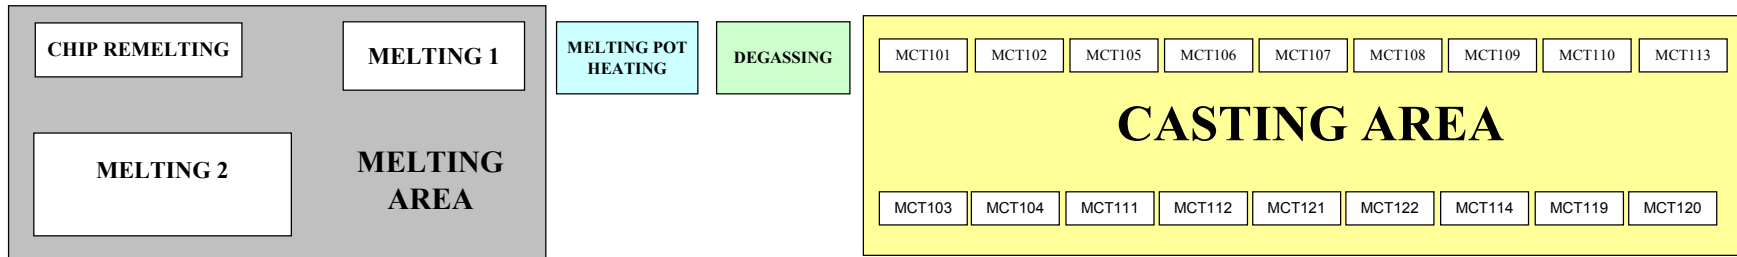 CHIP REMELTING
MELTING 1
MELTING 2
MELTING
AREA
MELTING POT
HEATING
DEGASSING
MCT101
MCT102
MCT105
MCT106
MCT107
MCT108
MCT109
MCT110
MCT113
CASTING AREA
MCT103
MCT104
MCT111
MCT112
MCT121
MCT122
MCT114
MCT119
MCT120